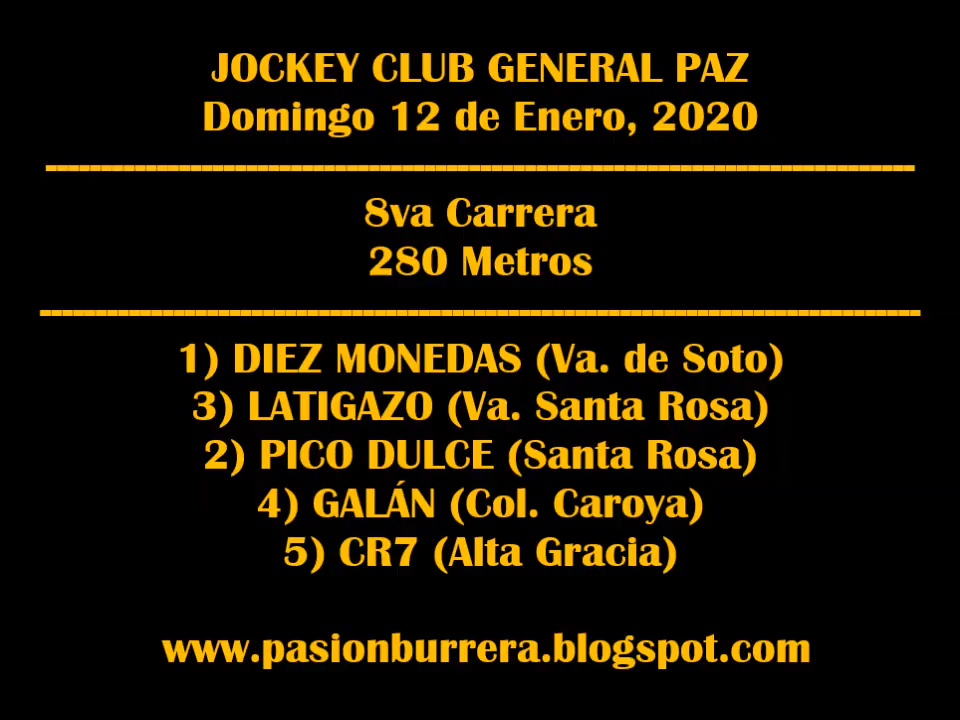 JOCKEY CLUB GENERAL PAZ
Domingo 12 de Enero, 2020
--------------------------------------------------------------------------------
8va Carrera
280 Metros
---------------------------------------------------------------------------------
1) DIEZ MONEDAS (Va. de Soto)
3) LATIGAZO (Va. Santa Rosa)
2) PICO DULCE (Santa Rosa)
4) GALÁN (Col. Caroya)
5) CR7 (Alta Gracia)
www.pasionburrera.blogspot.com